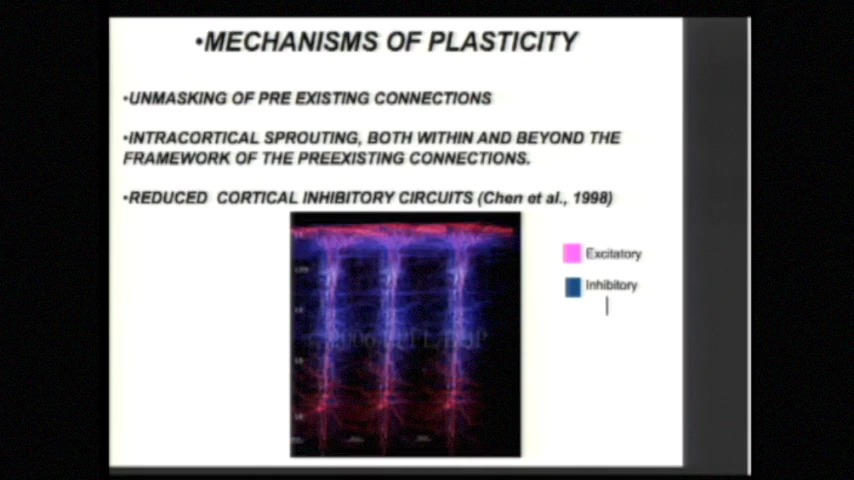 •MECHANISMS OF PLASTICITY
•UNMASKING OF PRE EXISTING CONNECTIONS
•INTRACORTICAL SPROUTING, BOTH WITHIN AND BEYOND THE
FRAMEWORK OF THE PREEXISTING CONNECTIONS.
•REDUCED CORTICAL INHIBITORY CIRCUITS (Chen et al., 1998)
Excitatory
Inhibitory